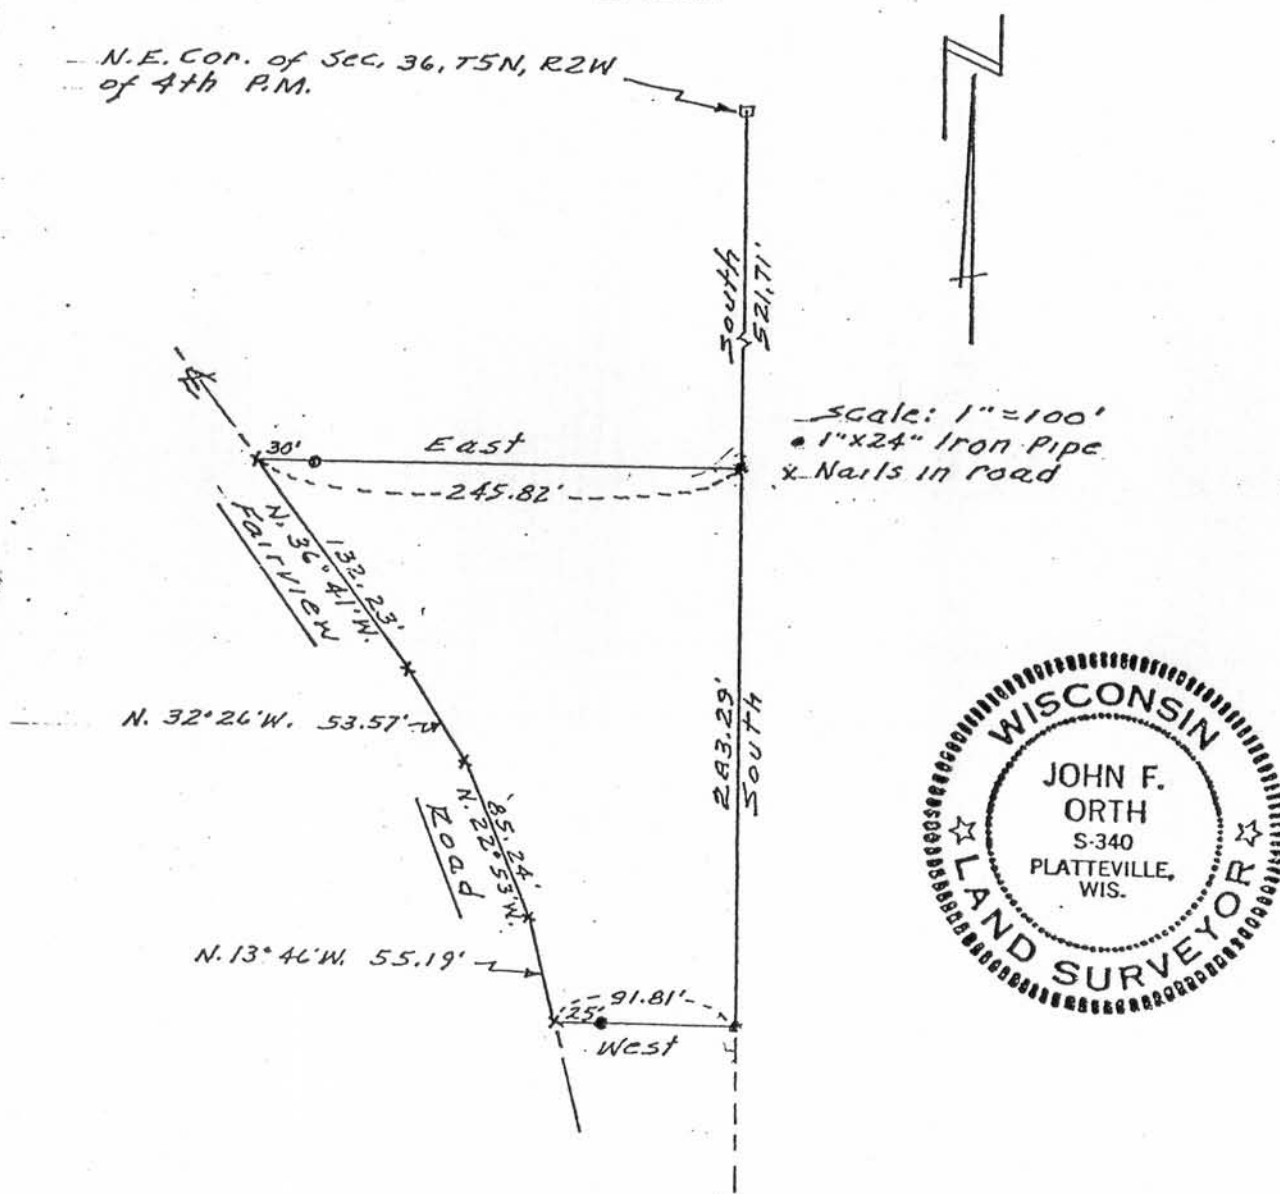 N.E. Cor. of Sec. 36, T5N, R2W
of 4th P.M.
South
521.71'
Scale: 1"=100'
1"x24" Iron Pipe
x Nails in road
30'
East
245.82'
132.23'
N. 36°41'W.
Fairview
N. 32°26'W. 53.57'
283.29'
South
85.24'
N. 22°53'W.
Road
N. 13°46'W. 55.19'
91.81'
25'
West
WISCONSIN
JOHN F.
ORTH
S-340
PLATTEVILLE,
WIS.
LAND SURVEYOR